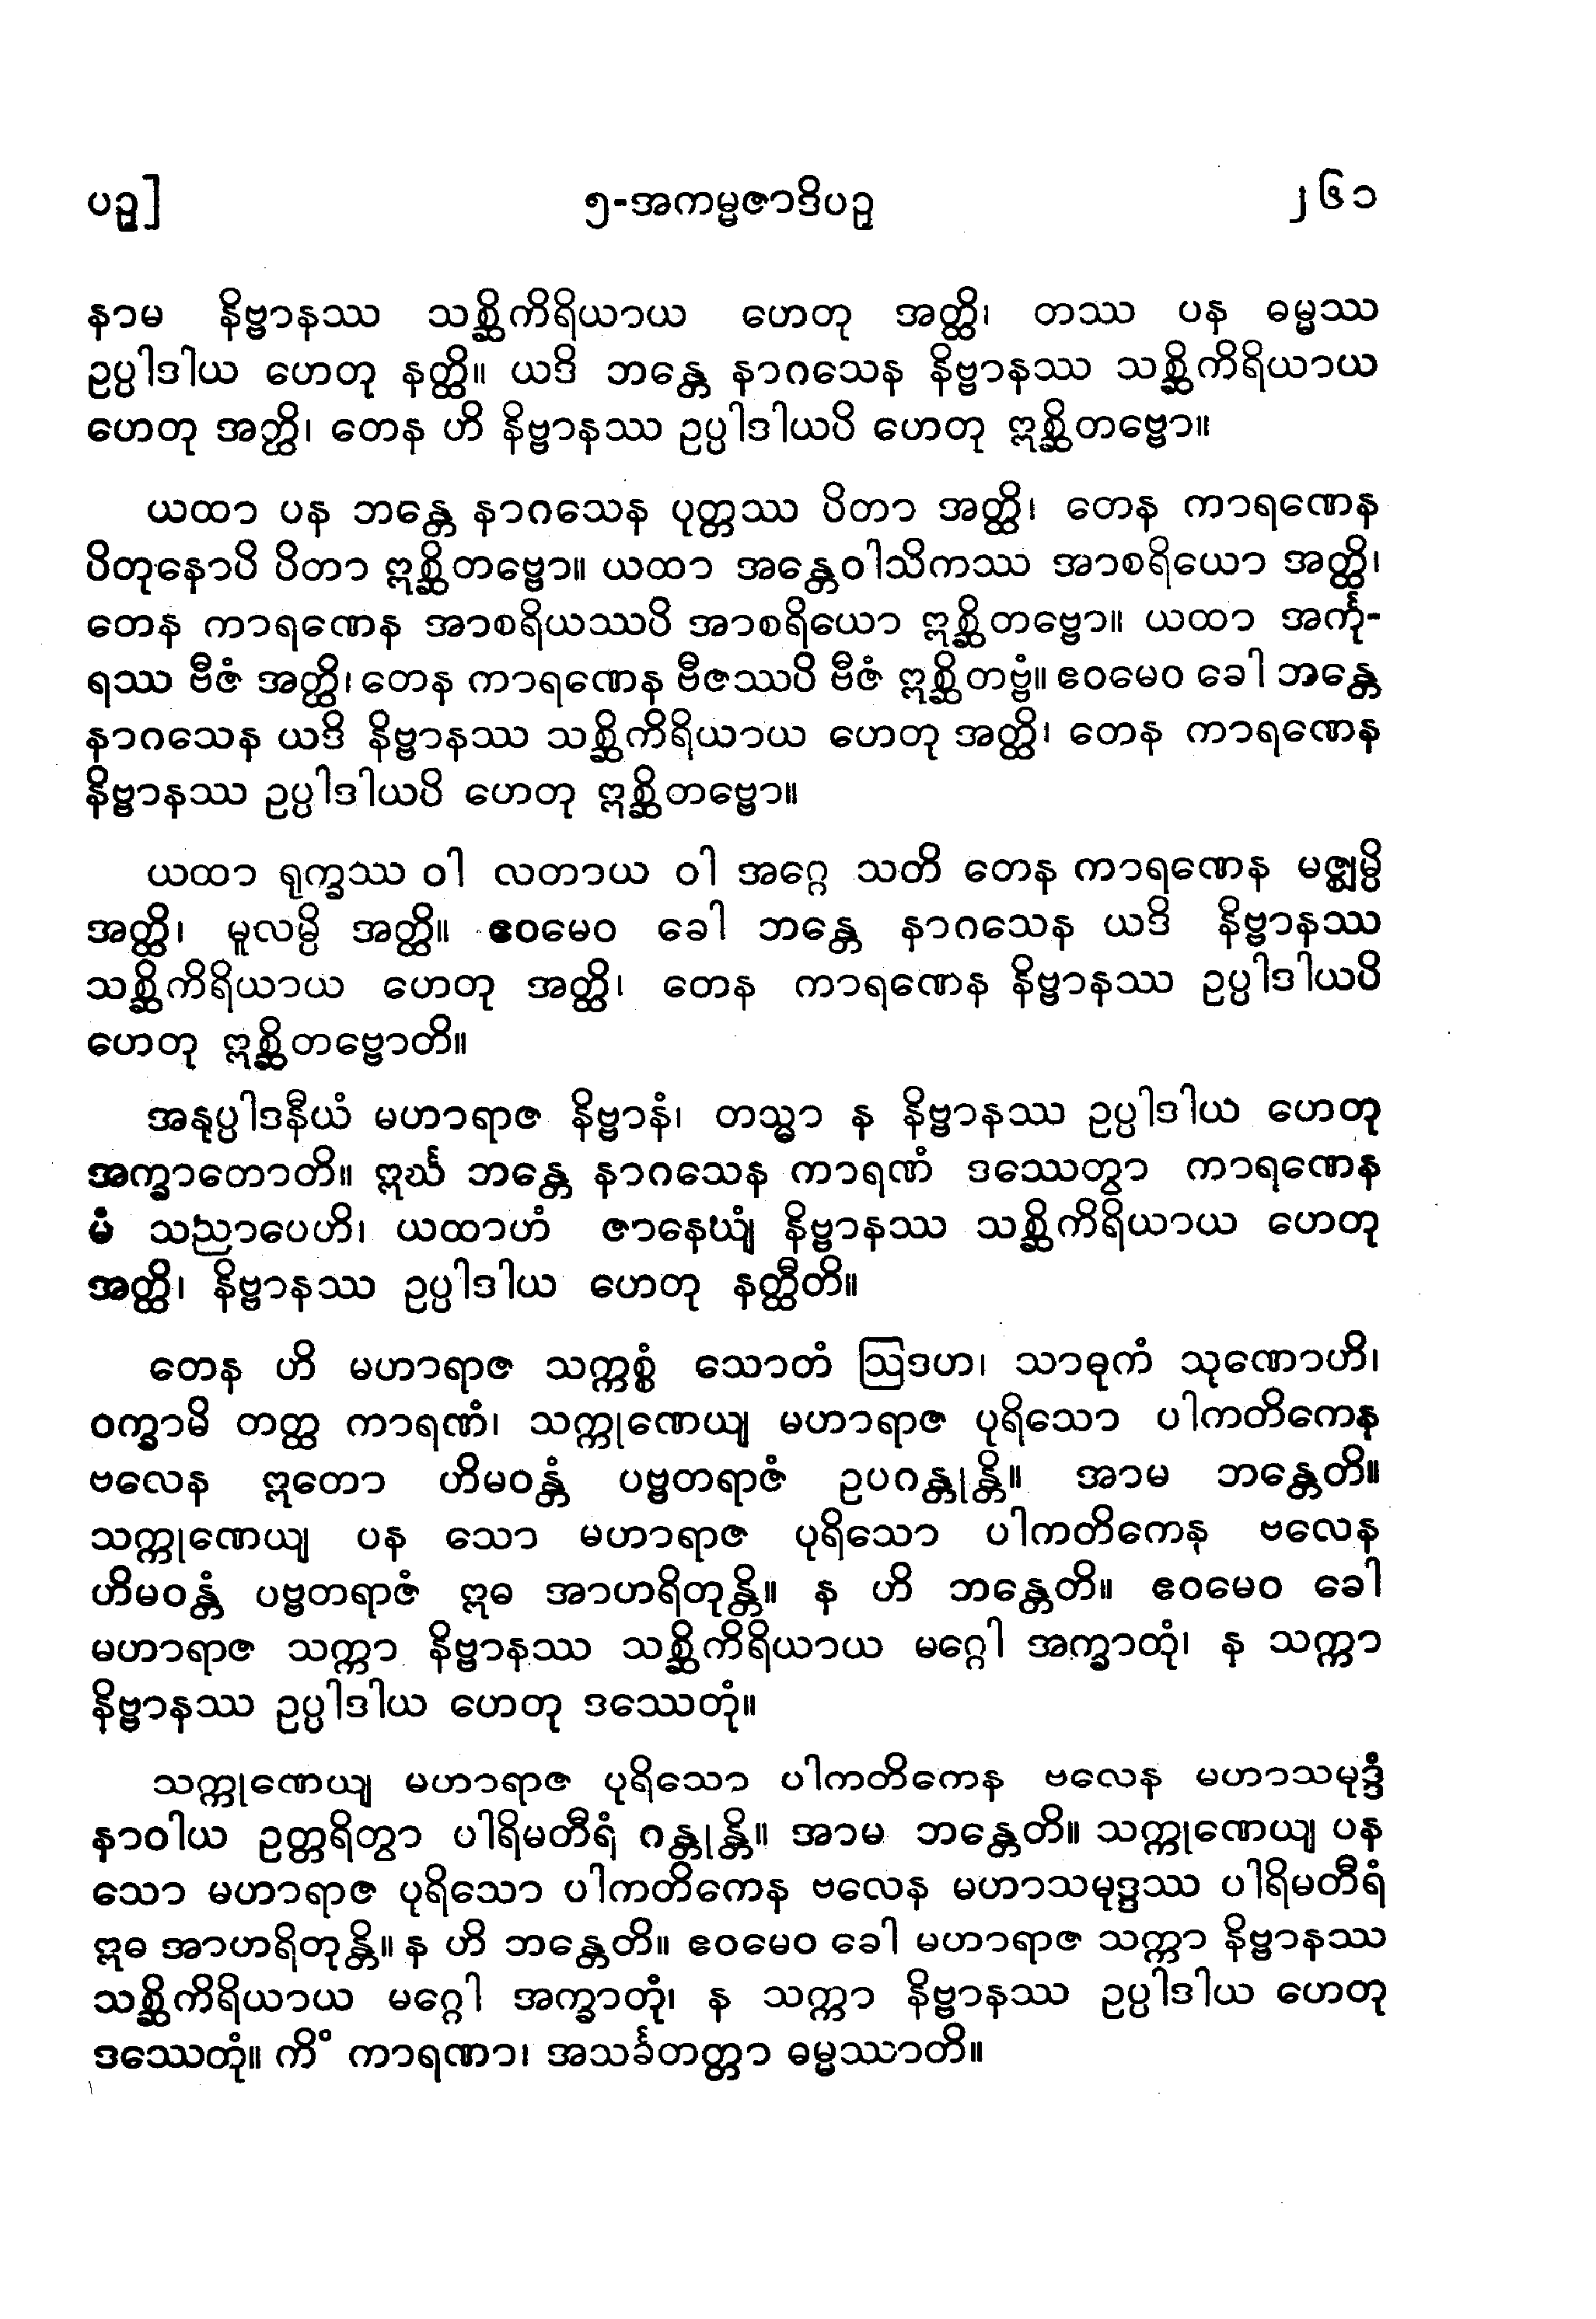 ပဥှ]
၅-အကမ္မဇာဒိပဥှ
၂၆၁
နာမ နိဗ္ဗာနဿ သစ္ဆိကိရိယာယ ဟေတု အတ္ထိ၊ တဿ ပန ဓမ္မဿ
ဥပ္ပါဒါယ ဟေတု နတ္ထိ။ ယဒိ ဘန္တေ နာဂသေန နိဗ္ဗာနဿ သစ္ဆိကိရိယာယ
ဟေတု အတ္ထိ၊ တေန ဟိ နိဗ္ဗာနဿ ဥပ္ပါဒါယပိ ဟေတု ဣစ္ဆိတဗ္ဗော။
ယထာ ပန ဘန္တေ နာဂသေန ပုတ္တဿ ပိတာ အတ္ထိ၊ တေန ကာရဏေန
ပိတုနောပိ ပိတာ ဣစ္ဆိတဗ္ဗော။ ယထာ အန္တေဝါသိကဿ အာစရိယော အတ္ထိ၊
တေန ကာရဏေန အာစရိယဿပိ အာစရိယော ဣစ္ဆိတဗ္ဗော။ ယထာ အင်္ကု-
ရဿ ဗီဇံ အတ္ထိ၊ တေန ကာရဏေန ဗီဇဿပိ ဗီဇံ ဣစ္ဆိတဗ္ဗံ။ ဧဝမေဝ ခေါ ဘန္တေ
နာဂသေန ယဒိ နိဗ္ဗာနဿ သစ္ဆိကိရိယာယ ဟေတု အတ္ထိ၊ တေန ကာရဏေန
နိဗ္ဗာနဿ ဥပ္ပါဒါယပိ ဟေတု ဣစ္ဆိတဗ္ဗော။
ယထာ ရုက္ခဿ ဝါ လတာယ ဝါ အဂ္ဂေ သတိ တေန ကာရဏေန မဇ္ဈမ္ပိ
အတ္ထိ၊ မူလမ္ပိ အတ္ထိ။ ဧဝမေဝ ခေါ ဘန္တေ နာဂသေန ယဒိ နိဗ္ဗာနဿ
သစ္ဆိကိရိယာယ ဟေတု အတ္ထိ၊ တေန ကာရဏေန နိဗ္ဗာနဿ ဥပ္ပါဒါယပိ
ဟေတု ဣစ္ဆိတဗ္ဗောတိ။
အနုပ္ပါဒနီယံ မဟာရာဇ နိဗ္ဗာနံ၊ တသ္မာ န နိဗ္ဗာနဿ ဥပ္ပါဒါယ ဟေတု
အက္ခာတောတိ။ ဣင်္ဃ ဘန္တေ နာဂသေန ကာရဏံ ဒဿေတွာ ကာရဏေန
မံ သညာပေဟိ၊ ယထာဟံ ဇာနေယျံ နိဗ္ဗာနဿ သစ္ဆိကိရိယာယ ဟေတု
အတ္ထိ၊ နိဗ္ဗာနဿ ဥပ္ပါဒါယ ဟေတု နတ္ထီတိ။
တေန ဟိ မဟာရာဇ သက္ကစ္စံ သောတံ ဩဒဟ၊ သာဓုကံ သုဏောဟိ၊
ဝက္ခာမိ တတ္ထ ကာရဏံ၊ သက္ကုဏေယျ မဟာရာဇ ပုရိသော ပါကတိကေန
ဗလေန ဣတော ဟိမဝန္တံ ပဗ္ဗတရာဇံ ဥပဂန္တုန္တိ။ အာမ ဘန္တေတိ။
သက္ကုဏေယျ ပန သော မဟာရာဇ ပုရိသော ပါကတိကေန ဗလေန
ဟိမဝန္တံ ပဗ္ဗတရာဇံ ဣဓ အာဟရိတုန္တိ။ န ဟိ ဘန္တေတိ။ ဧဝမေဝ ခေါ
မဟာရာဇ သက္ကာ နိဗ္ဗာနဿ သစ္ဆိကိရိယာယ မဂ္ဂေါ အက္ခာတုံ၊ န သက္ကာ
နိဗ္ဗာနဿ ဥပ္ပါဒါယ ဟေတု ဒဿေတုံ။
သက္ကုဏေယျ မဟာရာဇ ပုရိသော ပါကတိကေန ဗလေန မဟာသမုဒ္ဒံ
နာဝါယ ဥတ္တရိတွာ ပါရိမတီရံ ဂန္တုန္တိ။ အာမ ဘန္တေတိ။ သက္ကုဏေယျ ပန
သော မဟာရာဇ ပုရိသော ပါကတိကေန ဗလေန မဟာသမုဒ္ဒဿ ပါရိမတီရံ
ဣဓ အာဟရိတုန္တိ။ န ဟိ ဘန္တေတိ။ ဧဝမေဝ ခေါ မဟာရာဇ သက္ကာ နိဗ္ဗာနဿ
သစ္ဆိကိရိယာယ မဂ္ဂေါ အက္ခာတုံ၊ န သက္ကာ နိဗ္ဗာနဿ ဥပ္ပါဒါယ ဟေတု
ဒဿေတုံ။ ကိံ ကာရဏာ၊ အသင်္ခတတ္တာ ဓမ္မဿာတိ။